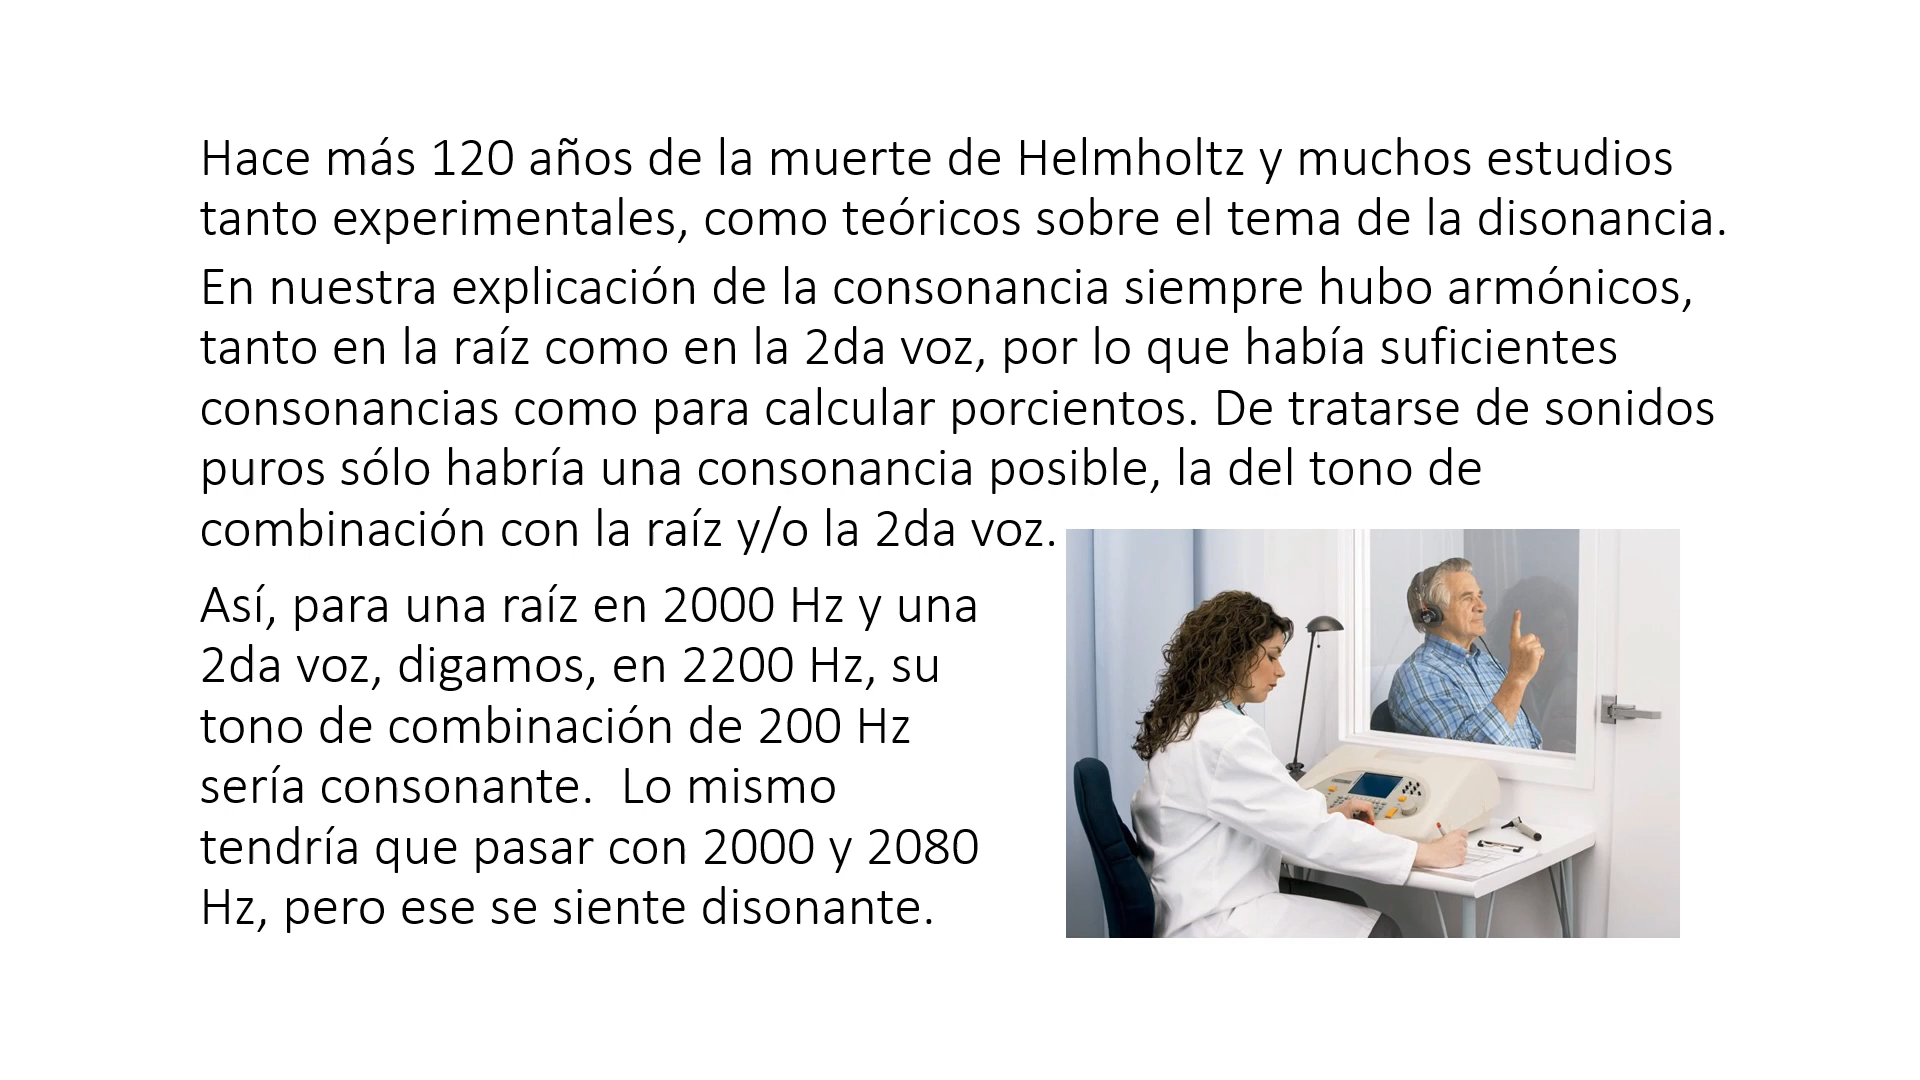 Hace más 120 años de la muerte de Helmholtz y muchos estudios
tanto experimentales, como teóricos sobre el tema de la disonancia.
En nuestra explicación de la consonancia siempre hubo armónicos,
tanto en la raíz como en la 2da voz, por lo que había suficientes
consonancias como para calcular porcientos. De tratarse de sonidos
puros sólo habría una consonancia posible, la del tono de
combinación con la raíz y/o la 2da voz.
Así, para una raíz en 2000 Hz y una
2da voz, digamos, en 2200 Hz, su
tono de combinación de 200 Hz
sería consonante.  Lo mismo
tendría que pasar con 2000 y 2080
Hz, pero ese se siente disonante.